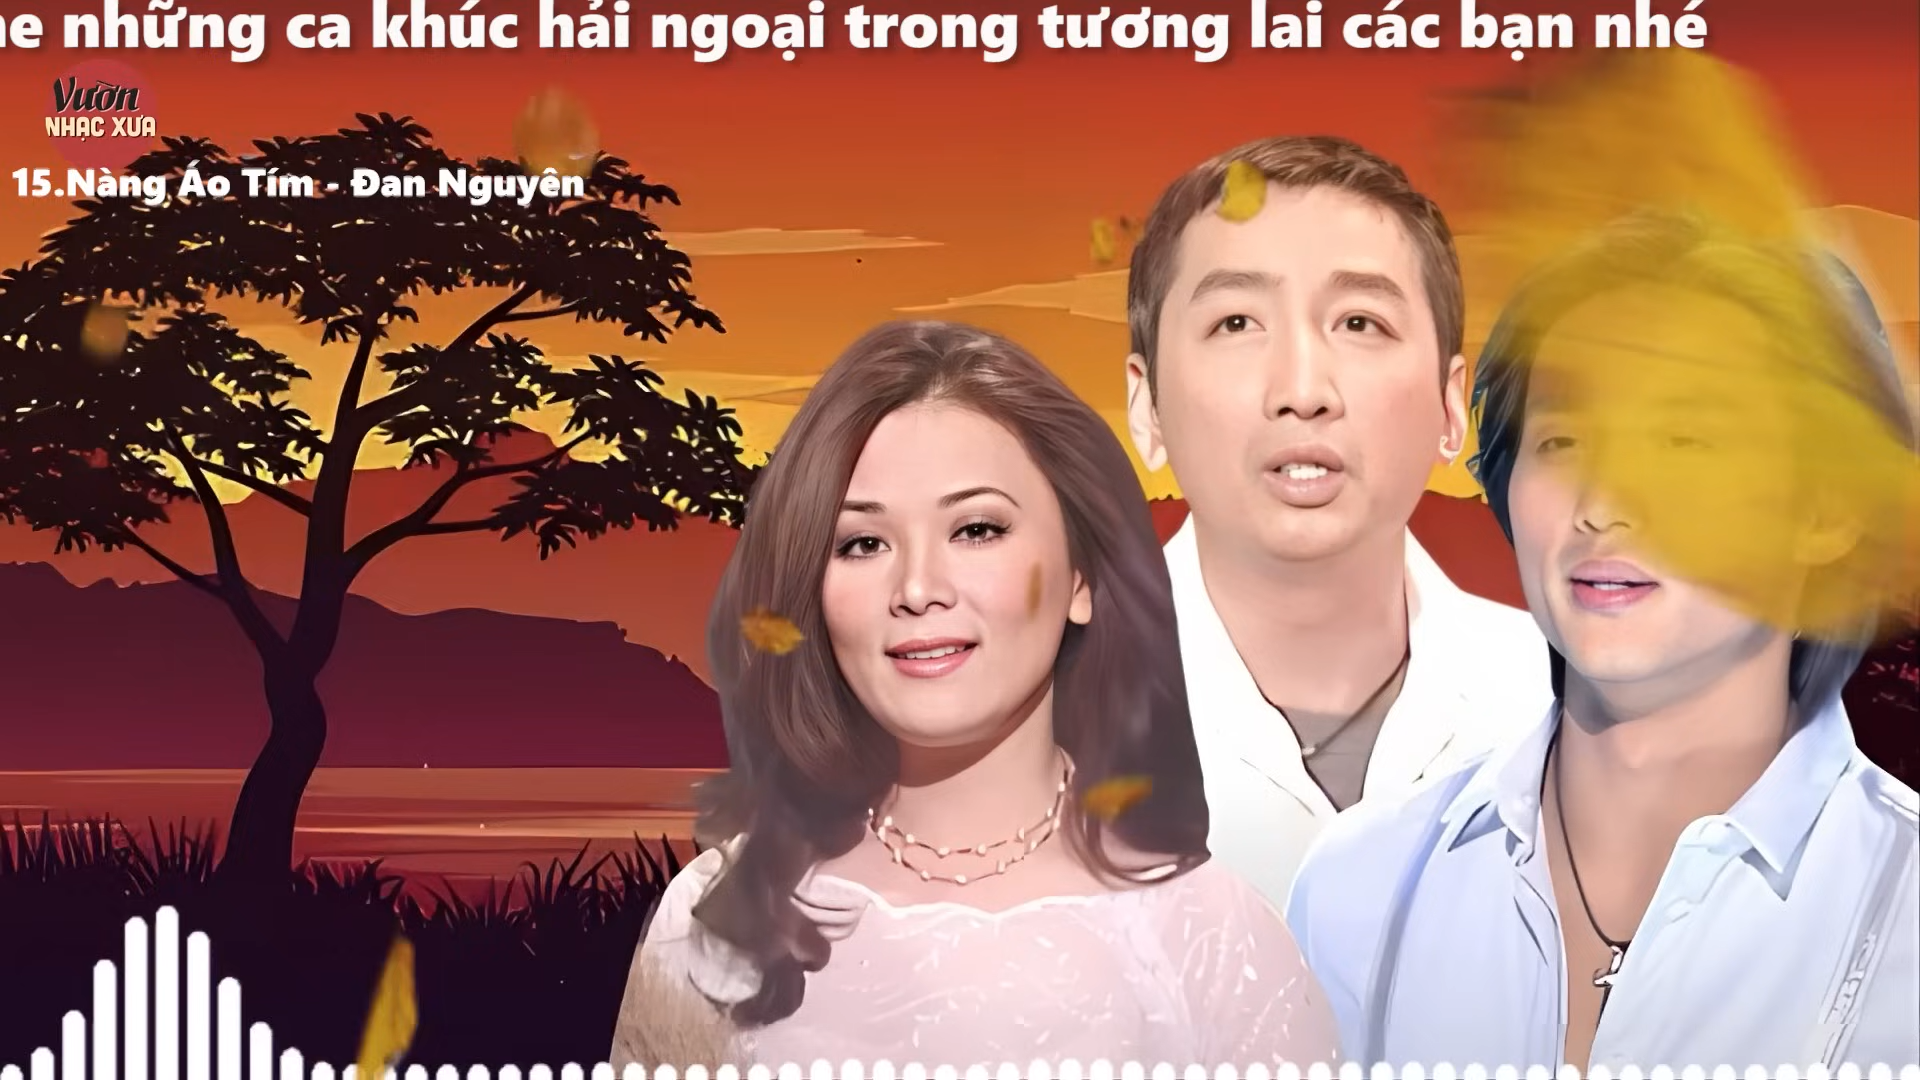 những ca khúc hải ngoại trong tương lai các bạn nhé
Vườn
NHẠC XƯA
15.Nàng Áo Tím - Đan Nguyên